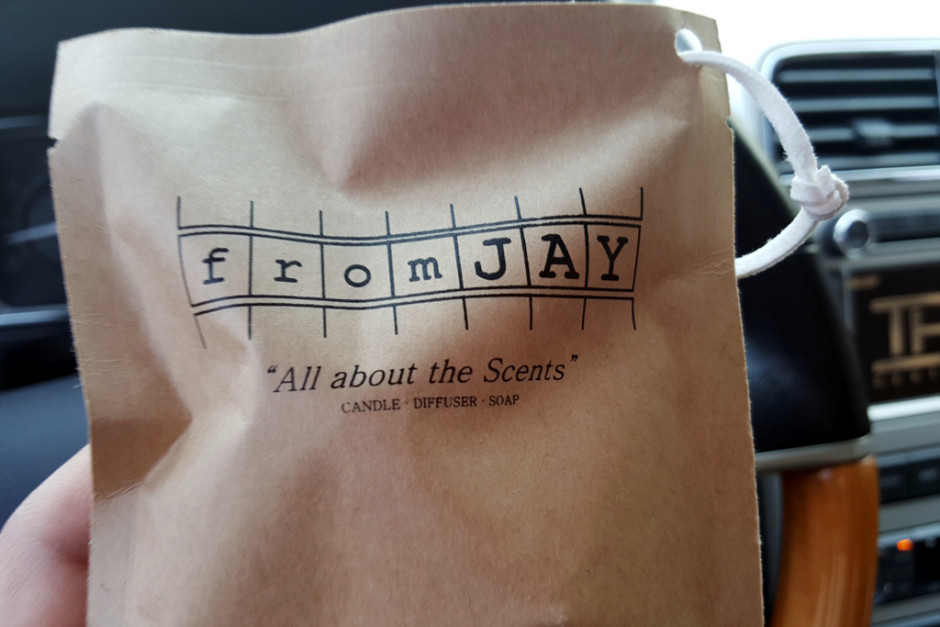 fromJAY
“All about the Scents”
CANDLE · DIFFUSER · SOAP